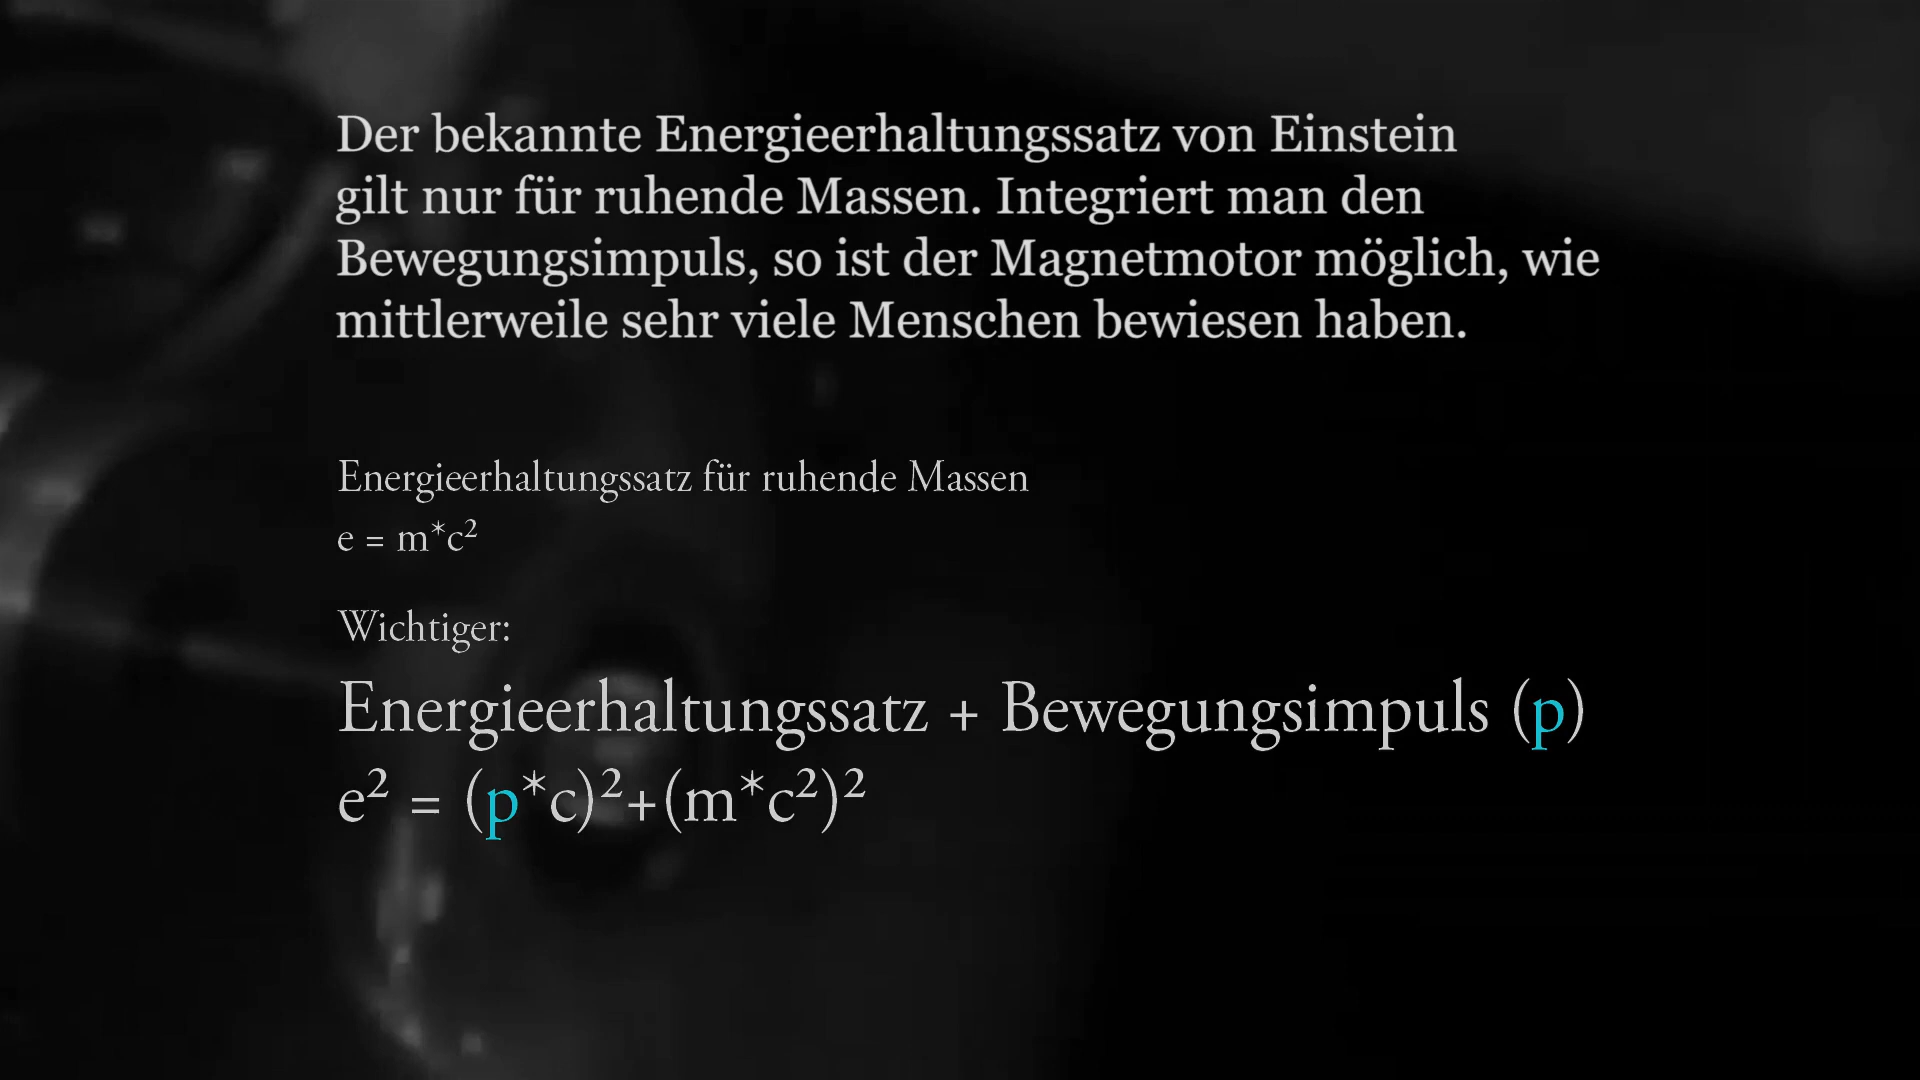 Der bekannte Energieerhaltungssatz von Einstein
gilt nur für ruhende Massen. Integriert man den
Bewegungsimpuls, so ist der Magnetmotor möglich, wie
mittlerweile sehr viele Menschen bewiesen haben.
Energieerhaltungssatz für ruhende Massen
e = m*c²
Wichtiger:
Energieerhaltungssatz + Bewegungsimpuls (p)
e² = (p*c)²+(m*c²)²